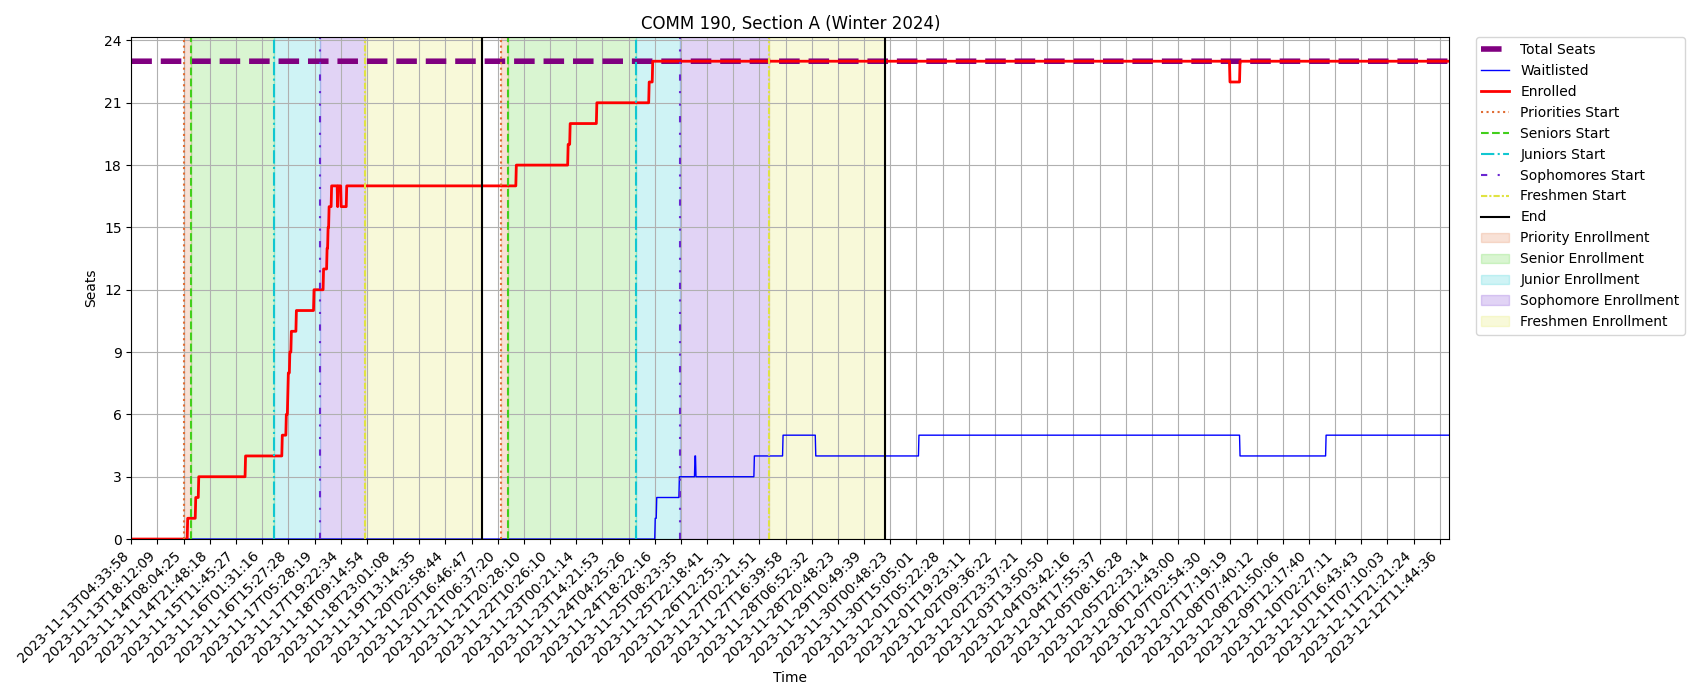 COMM 190, Section A (Winter 2024)
Seats
24
21
18
15
12
9
6
3
0
2023-11-13T04:33:58
2023-11-13T18:12:09
2023-11-14T08:04:25
2023-11-14T21:48:18
2023-11-15T11:45:27
2023-11-16T01:31:16
2023-11-16T15:27:28
2023-11-17T05:28:19
2023-11-17T19:22:34
2023-11-18T09:14:54
2023-11-18T23:01:08
2023-11-19T13:14:35
2023-11-20T02:58:44
2023-11-20T16:46:47
2023-11-21T06:37:20
2023-11-21T20:28:10
2023-11-22T10:26:10
2023-11-23T00:21:14
2023-11-23T14:21:53
2023-11-24T04:25:26
2023-11-24T18:22:16
2023-11-25T08:23:35
2023-11-25T22:18:41
2023-11-26T12:25:31
2023-11-27T02:21:51
2023-11-27T16:39:58
2023-11-28T06:52:32
2023-11-28T20:48:23
2023-11-29T10:49:39
2023-11-30T00:48:23
2023-11-30T15:05:01
2023-12-01T05:22:28
2023-12-01T19:23:11
2023-12-02T09:36:22
2023-12-02T23:37:21
2023-12-03T13:50:50
2023-12-04T03:42:16
2023-12-04T17:55:37
2023-12-05T08:16:28
2023-12-05T22:23:14
2023-12-06T12:43:00
2023-12-07T02:54:30
2023-12-07T17:19:19
2023-12-08T07:40:12
2023-12-08T21:50:06
2023-12-09T12:17:40
2023-12-10T02:27:11
2023-12-10T16:43:43
2023-12-11T07:10:03
2023-12-11T21:21:24
2023-12-12T11:44:36
Time
Total Seats
Waitlisted
Enrolled
Priorities Start
Seniors Start
Juniors Start
Sophomores Start
Freshmen Start
End
Priority Enrollment
Senior Enrollment
Junior Enrollment
Sophomore Enrollment
Freshmen Enrollment